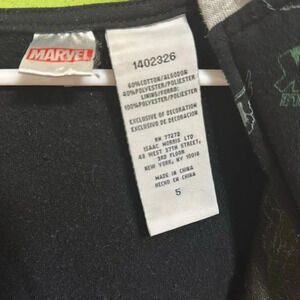 MARVEL
1402326
60%COTTON/ALGODON
40%POLYESTER/POLIESTER
LINING/FORRO:
100%POLYESTER/POLIESTER
EXCLUSIVE OF DECORATION
EXCLUSIVO DE DECORACION
RN 77272
ISAAC MORRIS LTD.
43 WEST 37TH STREET,
3RD FLOOR
NEW YORK, NY 10018
MADE IN CHINA
HECHO EN CHINA
5